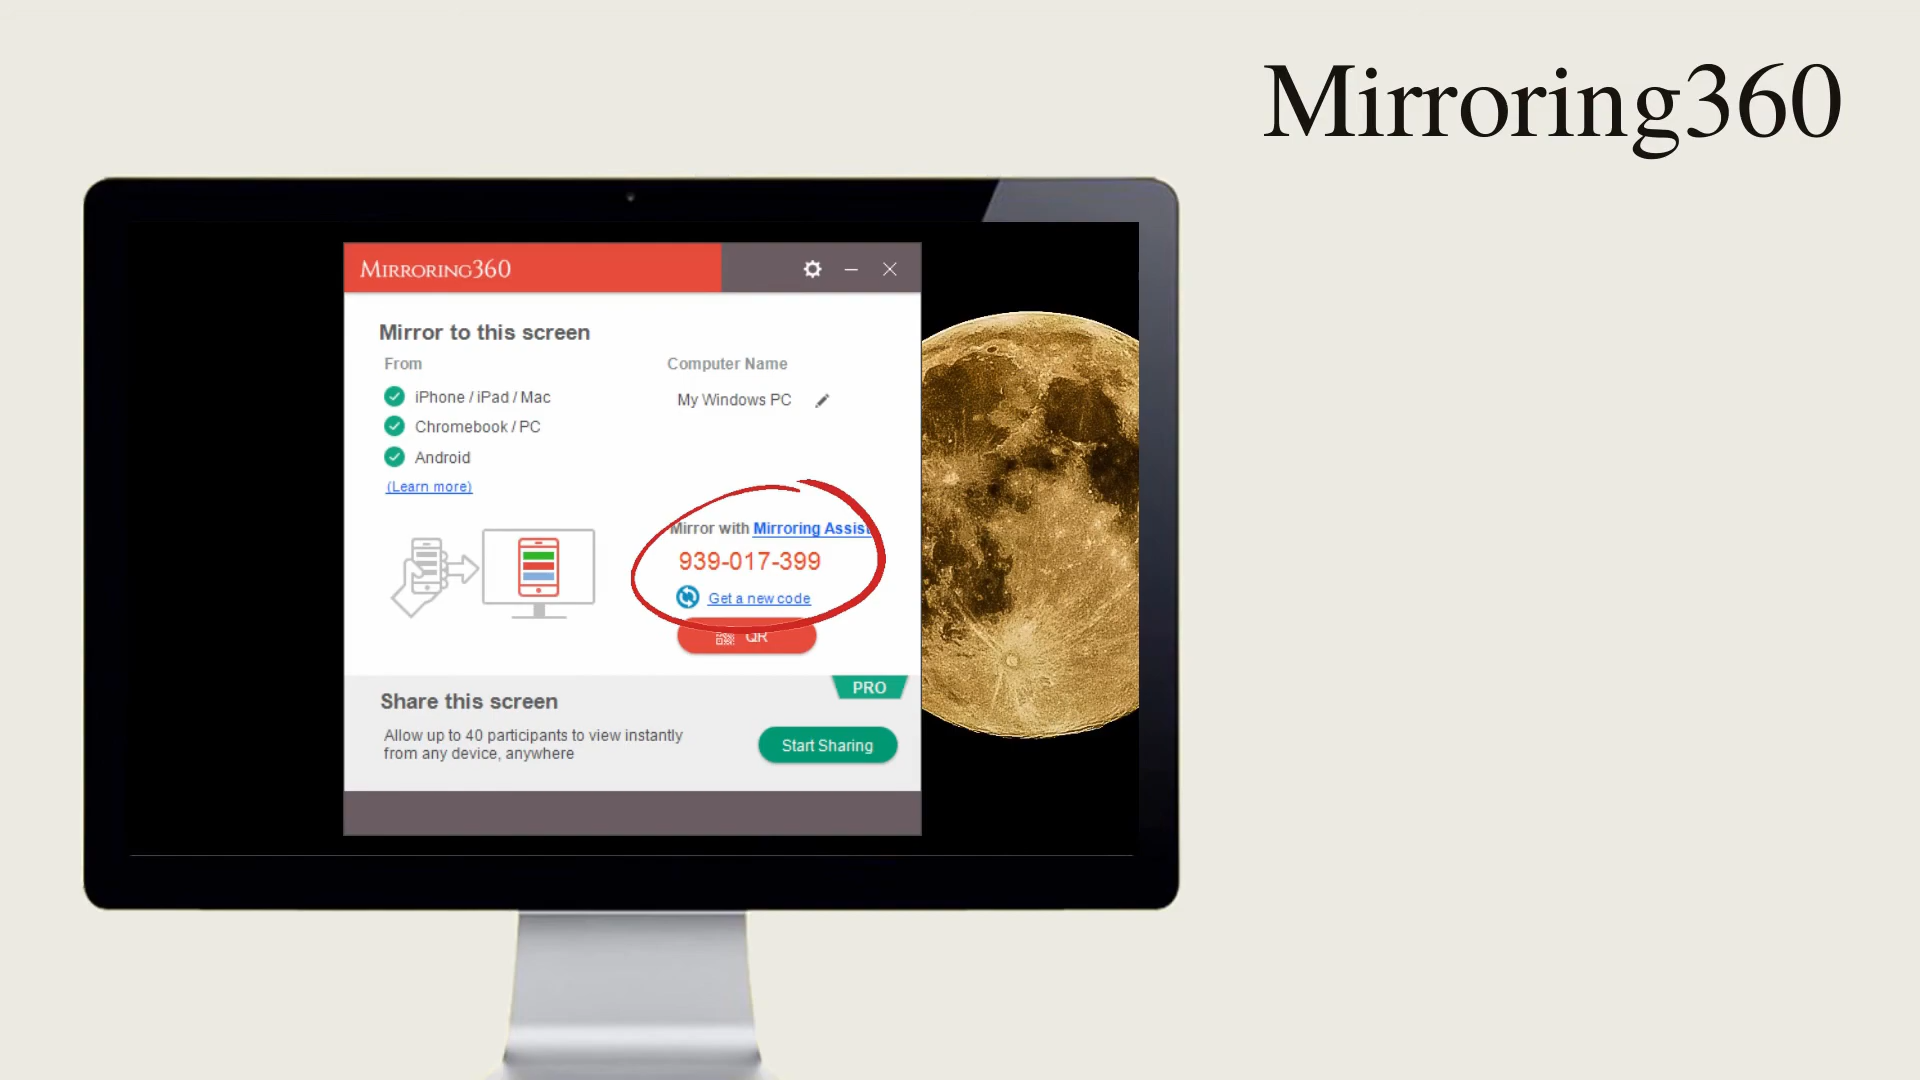 Mirroring360
MIRRORING360
Mirror to this screen
From
Computer Name
iPhone / iPad / Mac
My Windows PC
Chromebook / PC
Android
(Learn more)
Mirror with Mirroring Assist
939-017-399
Get a new code
QR
PRO
Share this screen
Allow up to 40 participants to view instantly
from any device, anywhere
Start Sharing